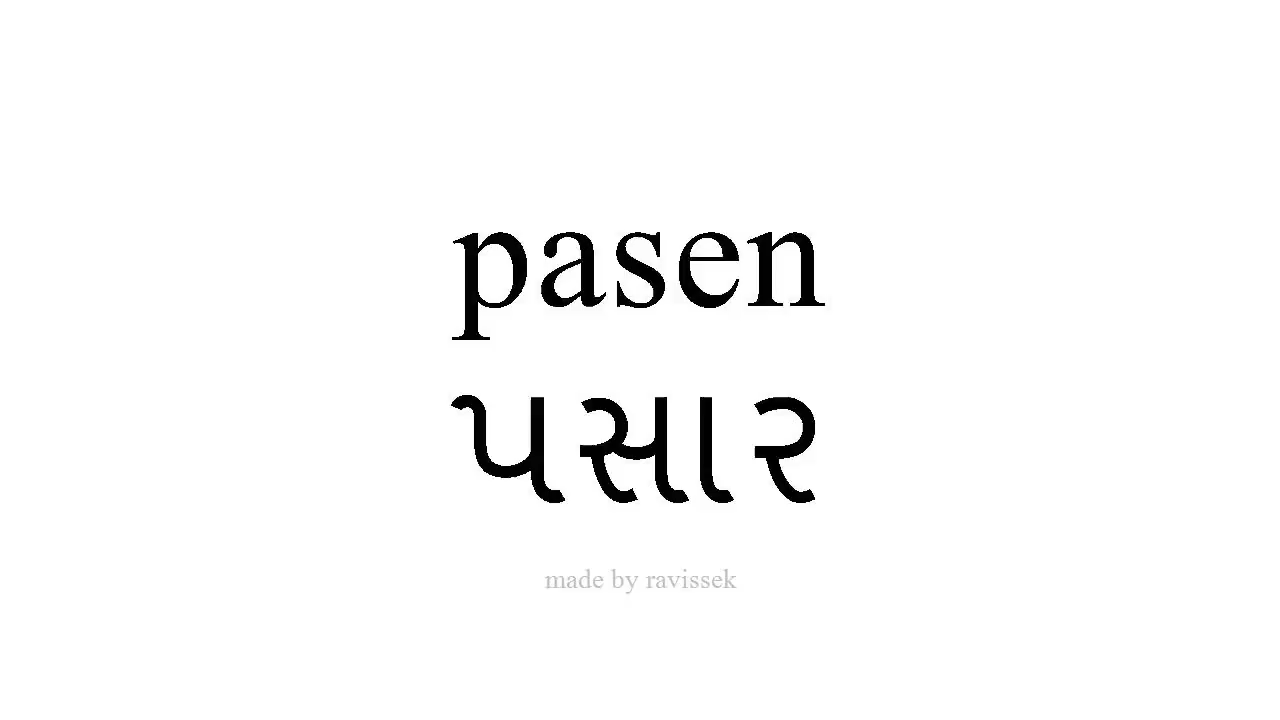 pasen
પસાર
made by ravissek